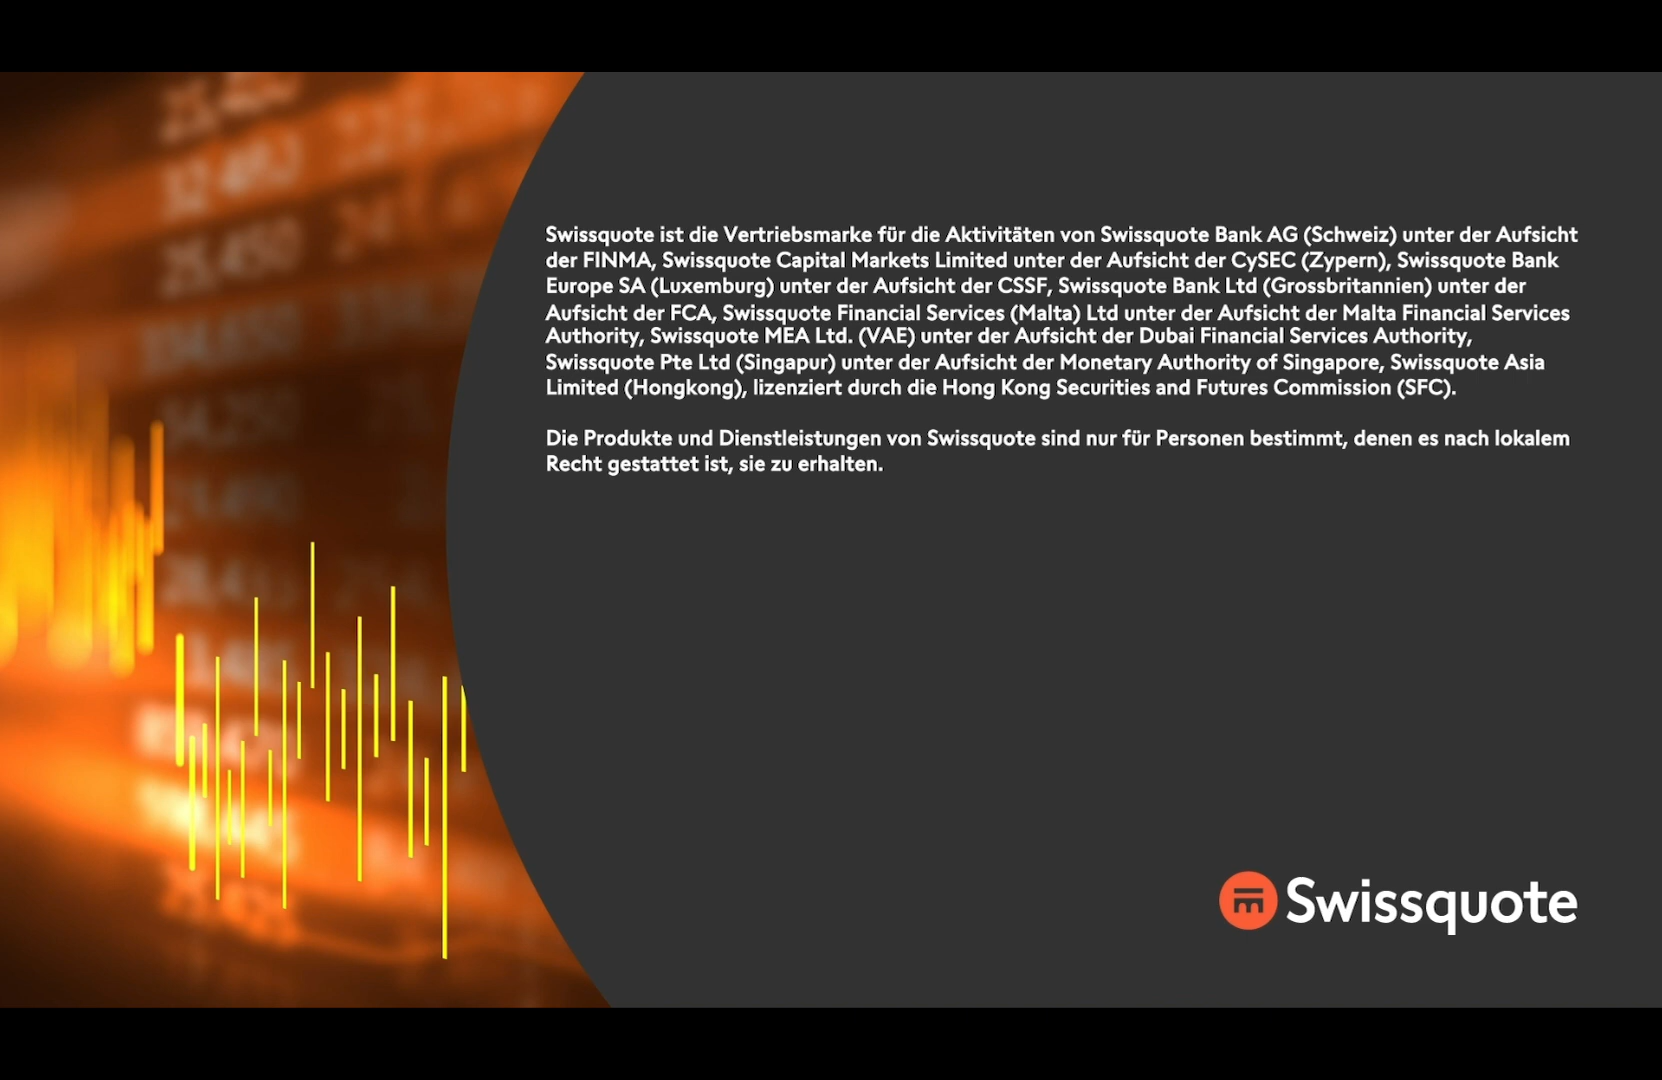 Swissquote ist die Vertriebsmarke für die Aktivitäten von Swissquote Bank AG (Schweiz) unter der Aufsicht
der FINMA, Swissquote Capital Markets Limited unter der Aufsicht der CySEC (Zypern), Swissquote Bank
Europe SA (Luxemburg) unter der Aufsicht der CSSF, Swissquote Bank Ltd (Grossbritannien) unter der
Aufsicht der FCA, Swissquote Financial Services (Malta) Ltd unter der Aufsicht der Malta Financial Services
Authority, Swissquote MEA Ltd. (VAE) unter der Aufsicht der Dubai Financial Services Authority,
Swissquote Pte Ltd (Singapur) unter der Aufsicht der Monetary Authority of Singapore, Swissquote Asia
Limited (Hongkong), lizenziert durch die Hong Kong Securities and Futures Commission (SFC).
Die Produkte und Dienstleistungen von Swissquote sind nur für Personen bestimmt, denen es nach lokalem
Recht gestattet ist, sie zu erhalten.
Swissquote